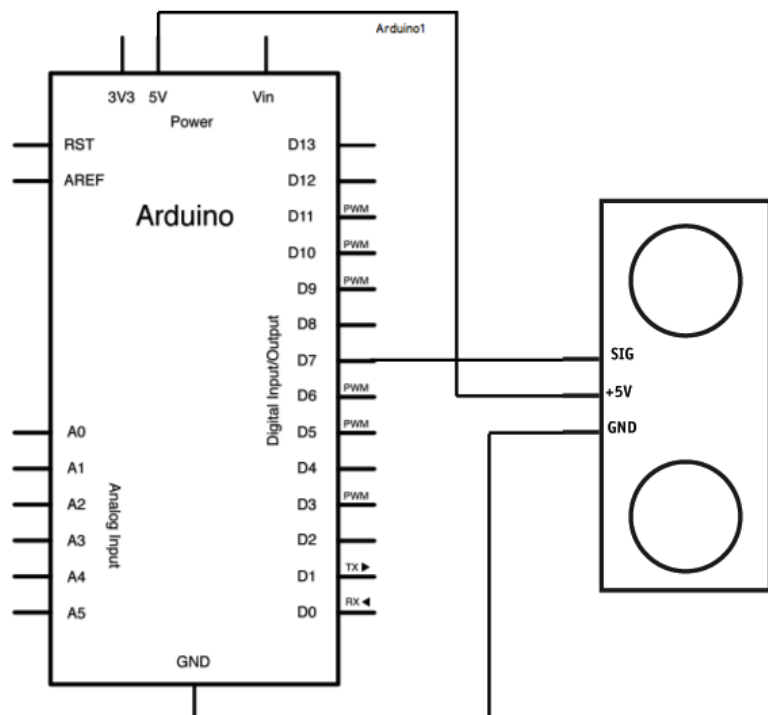 Arduino1
3V3 5V Vin
Power
RST D13
AREF D12
Arduino
D11 PWM
D10 PWM
D9 PWM
D8
D7
D6 PWM
D5 PWM
D4
D3 PWM
D2
D1 TX ▶
D0 RX ◀
Digital Input/Output
A0
A1
A2
A3
A4
A5
Analog Input
GND
SIG
+5V
GND